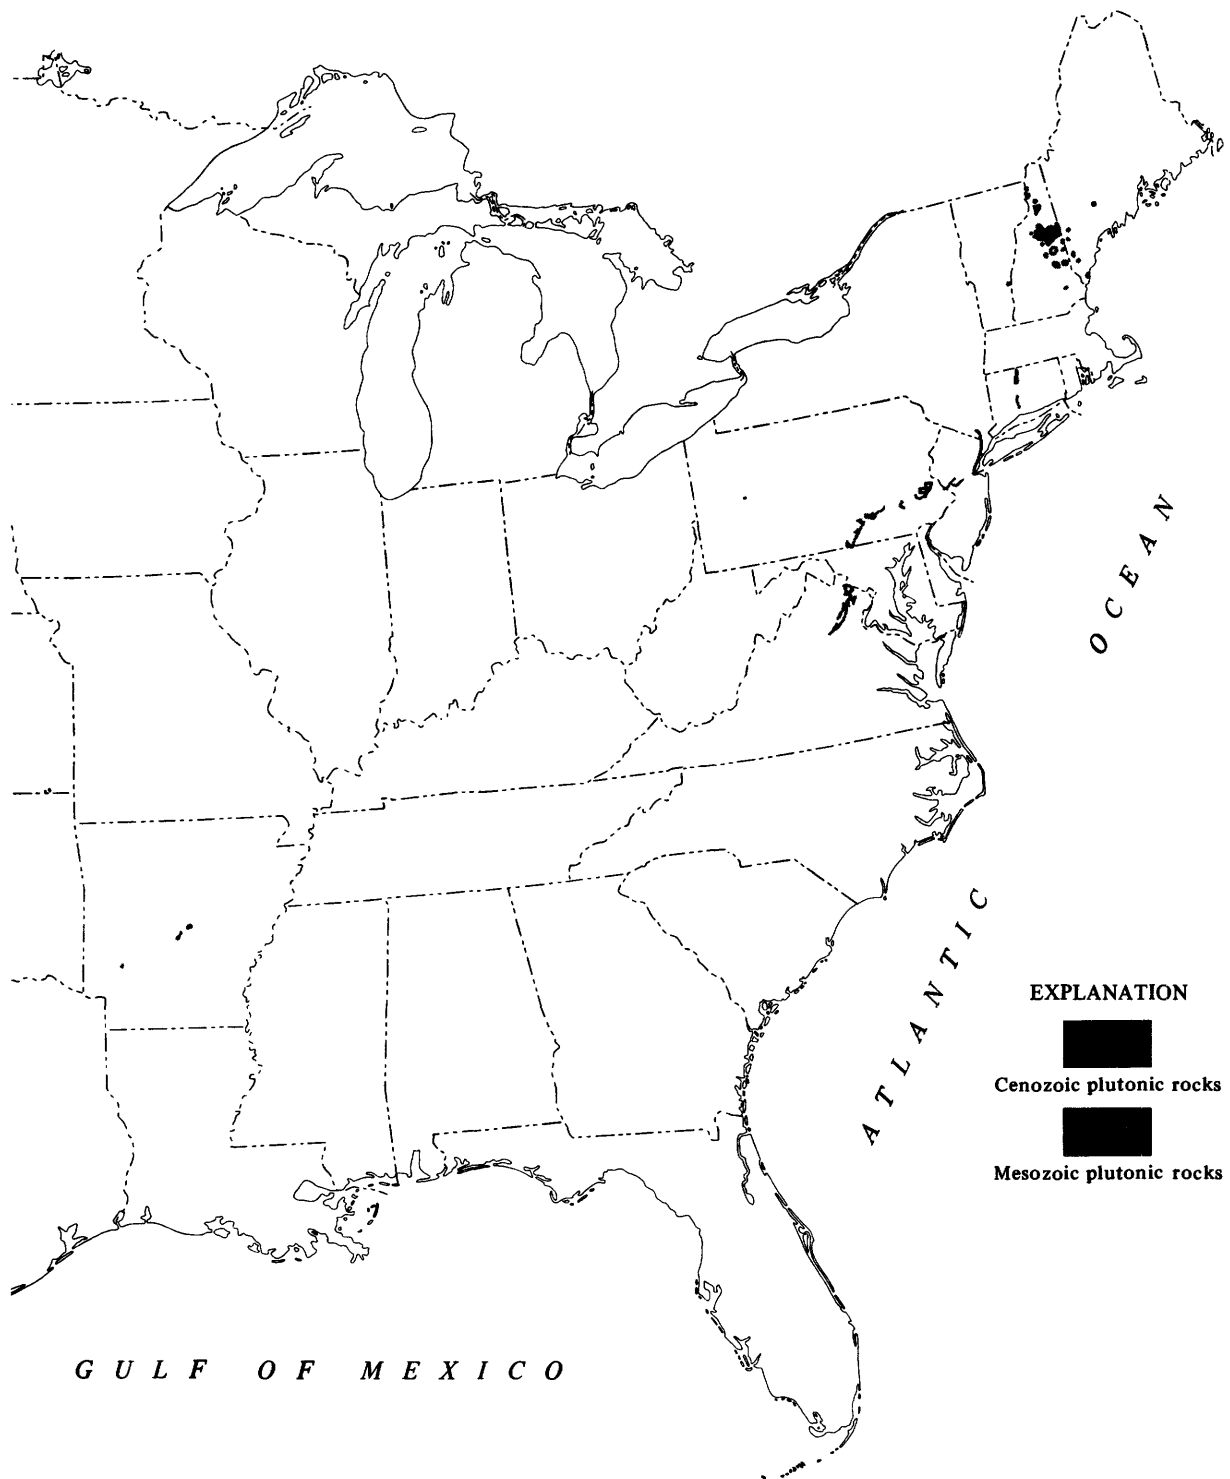 OCEAN
ATLANTIC
EXPLANATION
Cenozoic plutonic rocks
Mesozoic plutonic rocks
GULF OF MEXICO